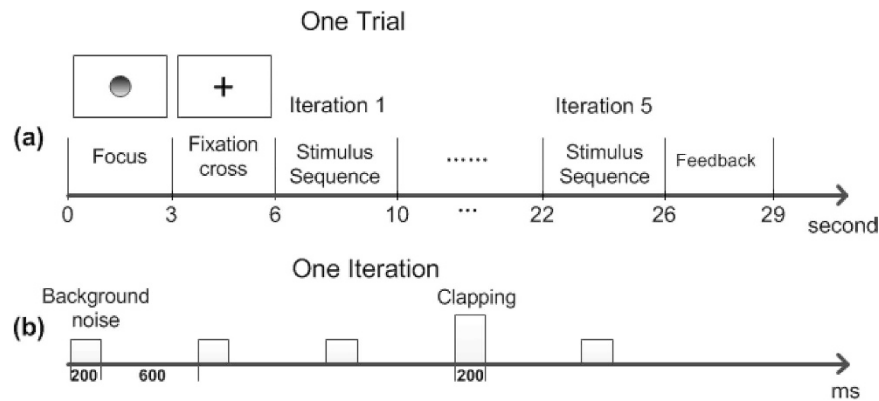 One Trial
Iteration 1
Iteration 5
(a)
Focus
Fixation
cross
Stimulus
Sequence
......
Stimulus
Sequence
Feedback
0
3
6
10
...
22
26
29
second
One Iteration
Background
noise
Clapping
(b)
200
600
200
ms